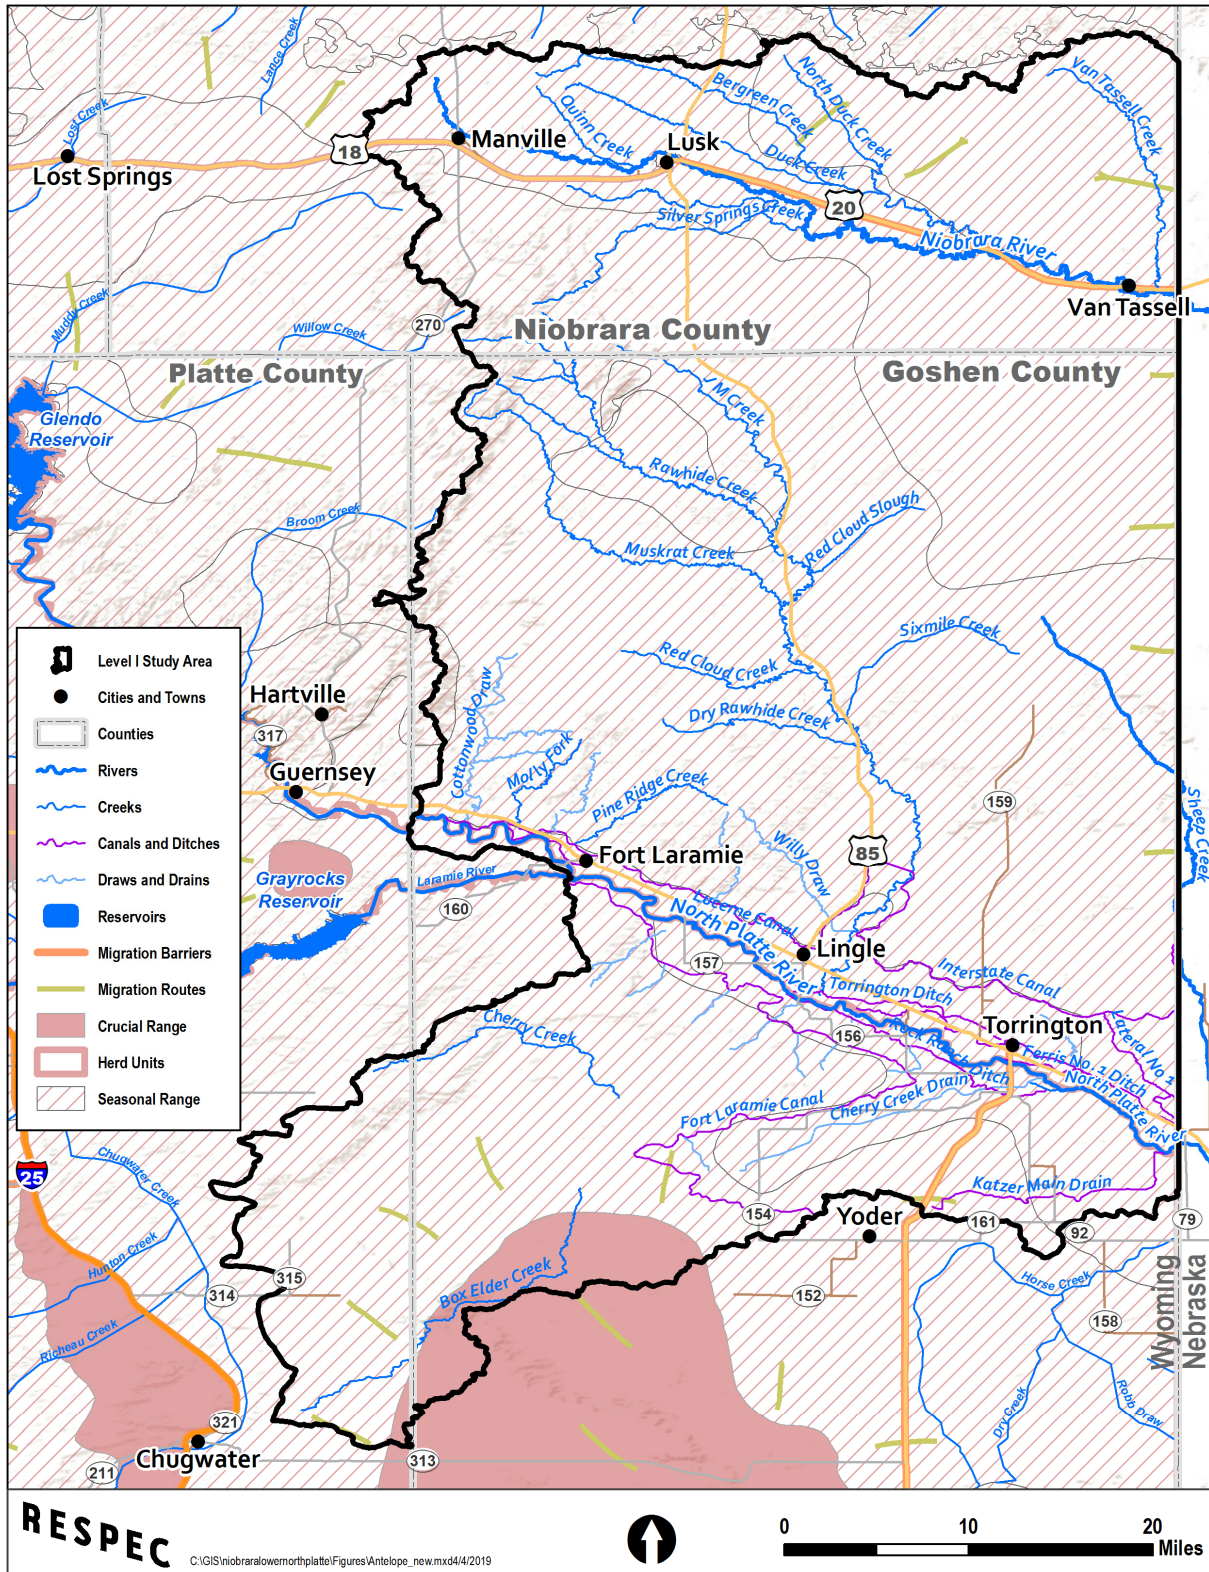 Lance Creek
Van Tassell Creek
North Duck Creek
Bergreen Creek
Quinn Creek
Lost Creek
Manville
Lusk
18
Duck Creek
Lost Springs
20
Silver Springs Creek
Niobrara River
Muddy Creek
Van Tassell
Willow Creek
270
Niobrara County
Platte County
Goshen County
J M Creek
Glendo
Reservoir
Rawhide Creek
Broom Creek
Red Cloud Slough
Muskrat Creek
Sixmile Creek
Level I Study Area
Cities and Towns
Counties
Rivers
Creeks
Canals and Ditches
Draws and Drains
Reservoirs
Migration Barriers
Migration Routes
Crucial Range
Herd Units
Seasonal Range
Red Cloud Creek
Hartville
Cottonwood Draw
Dry Rawhide Creek
317
Molly Fork
Guernsey
Pine Ridge Creek
159
Sheep Creek
Willy Draw
85
Fort Laramie
Grayrocks
Reservoir
Laramie River
160
Lucerne Canal
North Platte River
Lingle
157
Interstate Canal
Torrington Ditch
Cherry Creek
156
Rock Ranch Ditch
Torrington
Lateral No 1
Ferris No. 1 Ditch
North Platte River
Fort Laramie Canal
Cherry Creek Drain
25
Chugwater Creek
Katzer Main Drain
154
Yoder
161
92
79
Hunton Creek
Box Elder Creek
315
314
152
Horse Creek
158
Wyoming
Nebraska
Richeau Creek
Dry Creek
Robb Draw
321
Chugwater
211
313
RESPEC
C:\GIS\niobraralowernorthplatte\Figures\Antelope_new.mxd4/4/2019
0
10
20
Miles